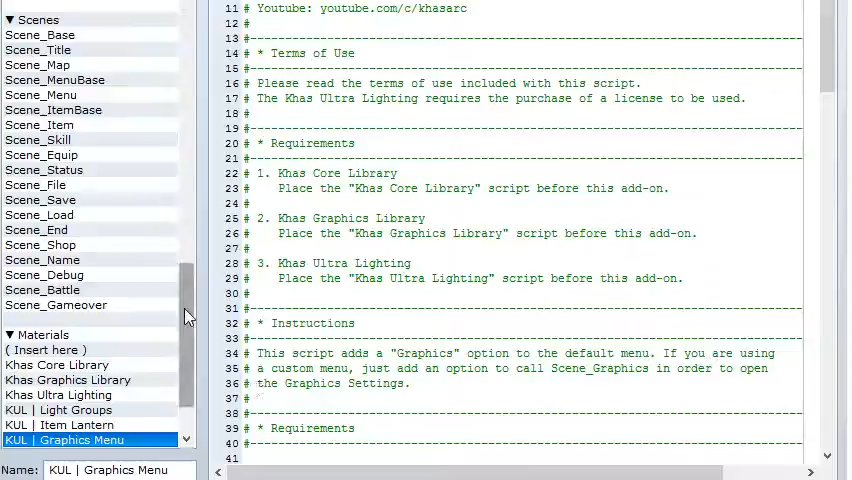 ▼ Scenes
Scene_Base
Scene_Title
Scene_Map
Scene_MenuBase
Scene_Menu
Scene_ItemBase
Scene_Item
Scene_Skill
Scene_Equip
Scene_Status
Scene_File
Scene_Save
Scene_Load
Scene_End
Scene_Shop
Scene_Name
Scene_Debug
Scene_Battle
Scene_Gameover
▼ Materials
( Insert here )
Khas Core Library
Khas Graphics Library
Khas Ultra Lighting
KUL | Light Groups
KUL | Item Lantern
KUL | Graphics Menu
Name: KUL | Graphics Menu
11 # Youtube: youtube.com/c/khasarc
12 #
13 #-------------------------------------------------------------------------------
14 # * Terms of Use
15 #-------------------------------------------------------------------------------
16 # Please read the terms of use included with this script.
17 # The Khas Ultra Lighting requires the purchase of a license to be used.
18 #
19 #-------------------------------------------------------------------------------
20 # * Requirements
21 #-------------------------------------------------------------------------------
22 # 1. Khas Core Library
23 # Place the "Khas Core Library" script before this add-on.
24 #
25 # 2. Khas Graphics Library
26 # Place the "Khas Graphics Library" script before this add-on.
27 #
28 # 3. Khas Ultra Lighting
29 # Place the "Khas Ultra Lighting" script before this add-on.
30 #
31 #-------------------------------------------------------------------------------
32 # * Instructions
33 #-------------------------------------------------------------------------------
34 # This script adds a "Graphics" option to the default menu. If you are using
35 # a custom menu, just add an option to call Scene_Graphics in order to open
36 # the Graphics Settings.
37 #
38 #-------------------------------------------------------------------------------
39 # * Requirements
40 #-------------------------------------------------------------------------------
41